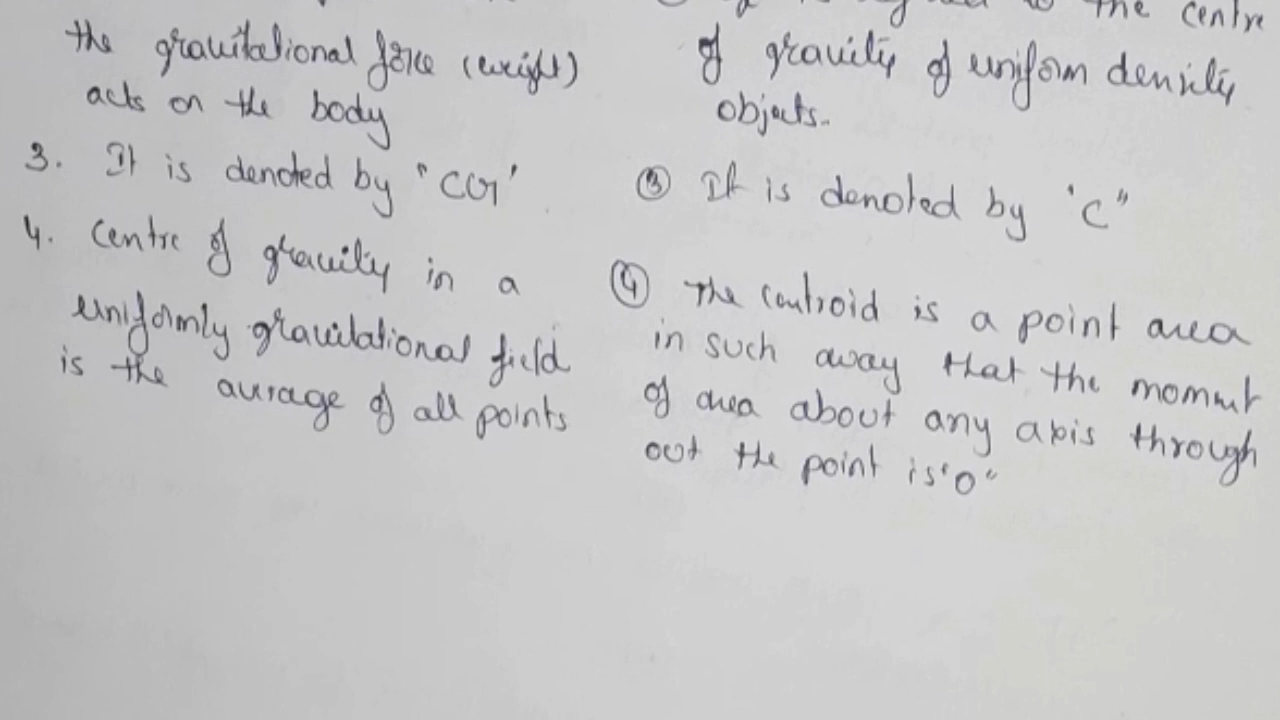 the centre
the gravitational force (weight)
acts on the body
3. It is denoted by "CG'
4. Centre of gravity in a
uniformly gravitational field
is the average of all points
of gravity of uniform density
objects.
③ It is denoted by 'C"
④ The Centroid is a point area
in such away that the moment
of area about any axis through
out the point is '0"